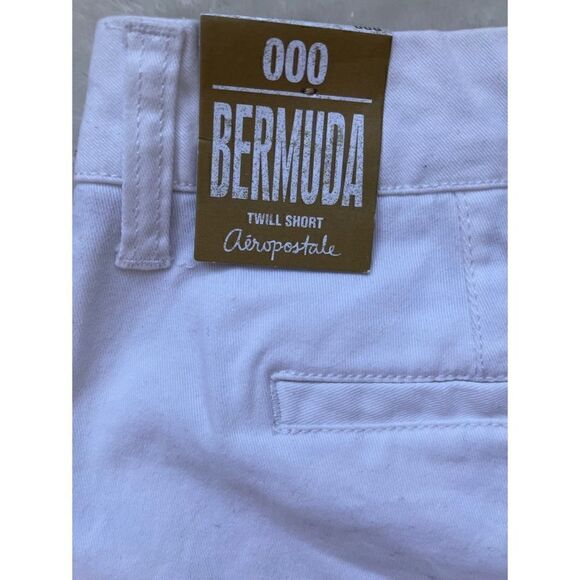 000
BERMUDA
TWILL SHORT
Aéropostale